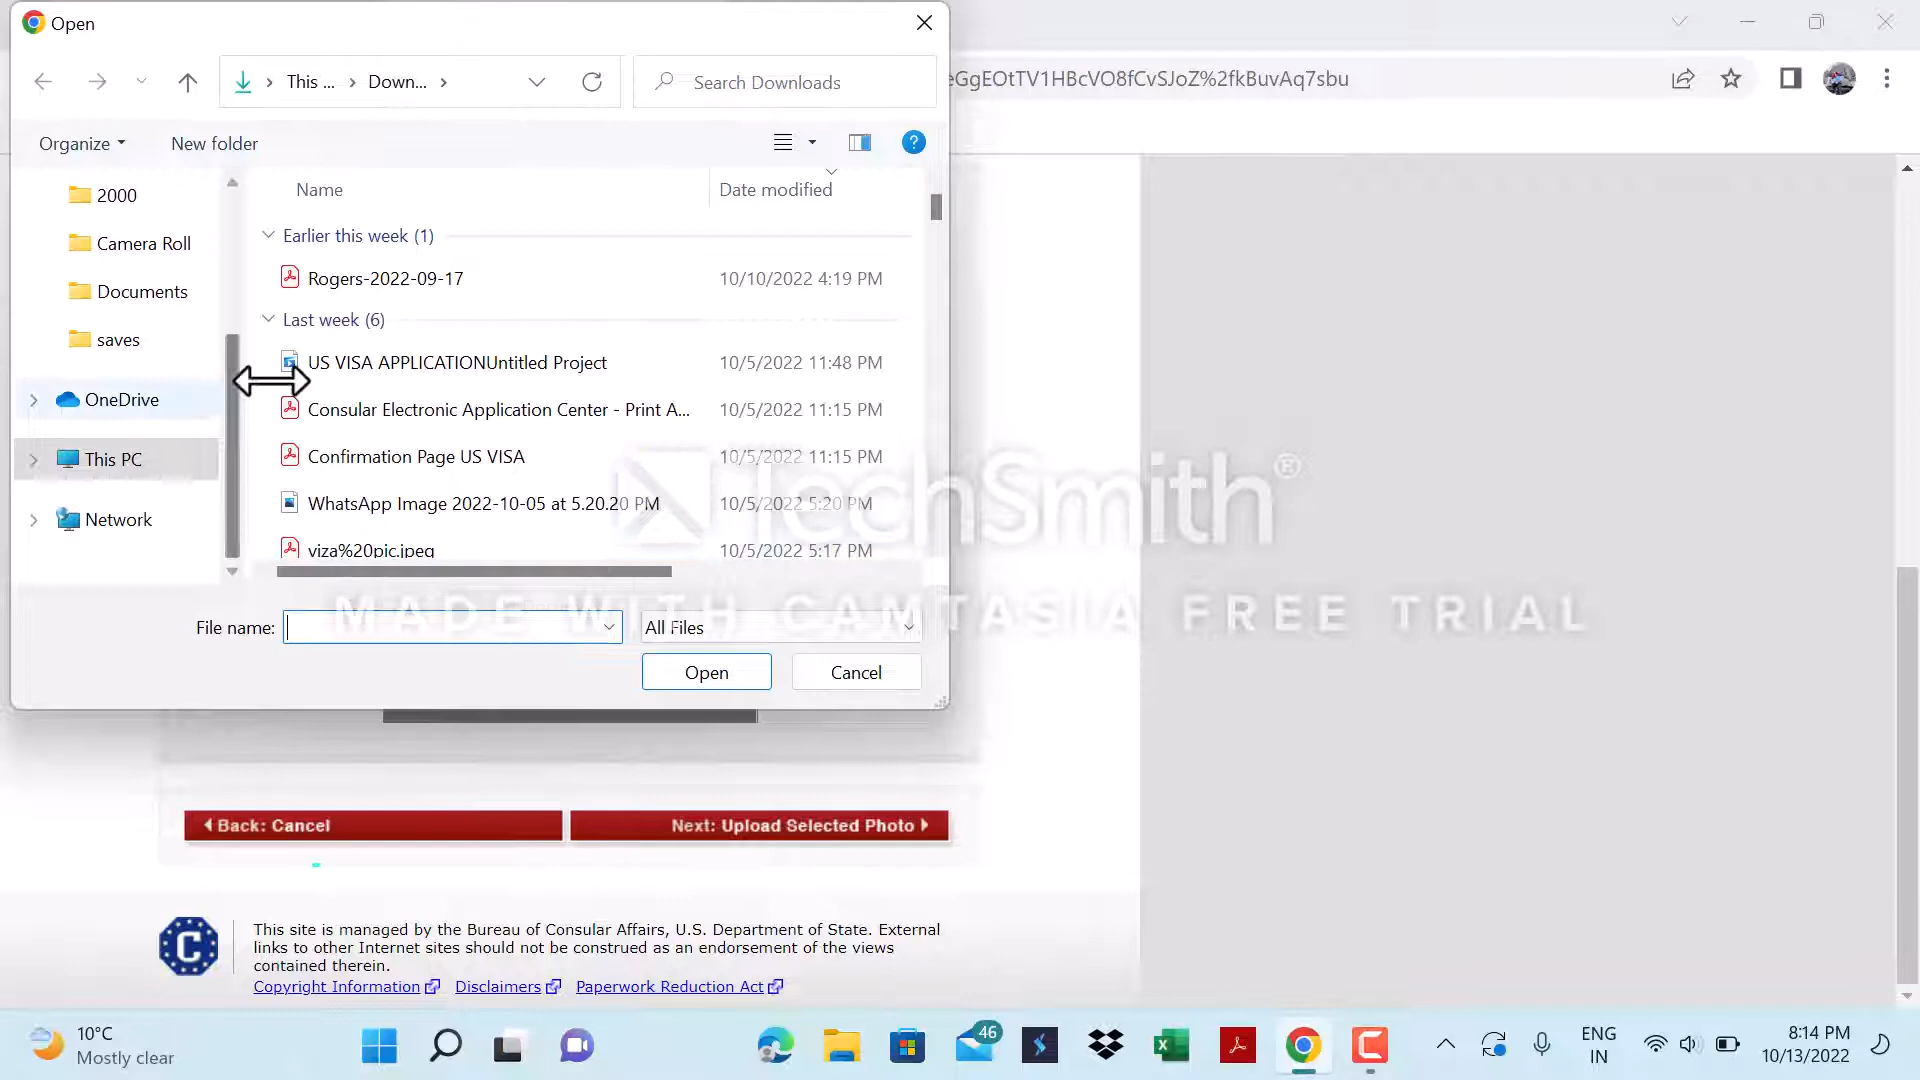 Open
eGgEOtTV1HBcVO8fCvSJoZ%2fkBuvAq7sbu
This ... Down... Search Downloads
Organize New folder
Name Date modified
2000
Camera Roll
Documents
saves
OneDrive
This PC
Network
Earlier this week (1)
Rogers-2022-09-17 10/10/2022 4:19 PM
Last week (6)
US VISA APPLICATIONUntitled Project 10/5/2022 11:48 PM
Consular Electronic Application Center - Print A... 10/5/2022 11:15 PM
Confirmation Page US VISA 10/5/2022 11:15 PM
WhatsApp Image 2022-10-05 at 5.20.20 PM 10/5/2022 5:20 PM
viza%20pic.jpeg 10/5/2022 5:17 PM
TechSmith®
MADE WITH CAMTASIA FREE TRIAL
File name: All Files
Open Cancel
Back: Cancel Next: Upload Selected Photo
C
This site is managed by the Bureau of Consular Affairs, U.S. Department of State. External
links to other Internet sites should not be construed as an endorsement of the views
contained therein.
Copyright Information Disclaimers Paperwork Reduction Act
10°C
Mostly clear
46
ENG
IN
8:14 PM
10/13/2022